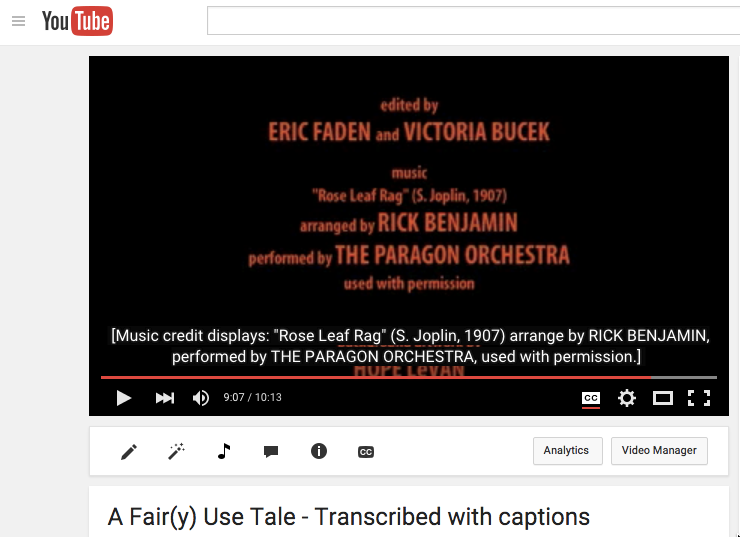 YouTube
edited by
ERIC FADEN and VICTORIA BUCEK
music
"Rose Leaf Rag" (S. Joplin, 1907)
arranged by RICK BENJAMIN
performed by THE PARAGON ORCHESTRA
used with permission
[Music credit displays: "Rose Leaf Rag" (S. Joplin, 1907) arrange by RICK BENJAMIN,
performed by THE PARAGON ORCHESTRA, used with permission.]
HOPE LeVAN
9:07 / 10:13
CC
CC
Analytics
Video Manager
A Fair(y) Use Tale - Transcribed with captions